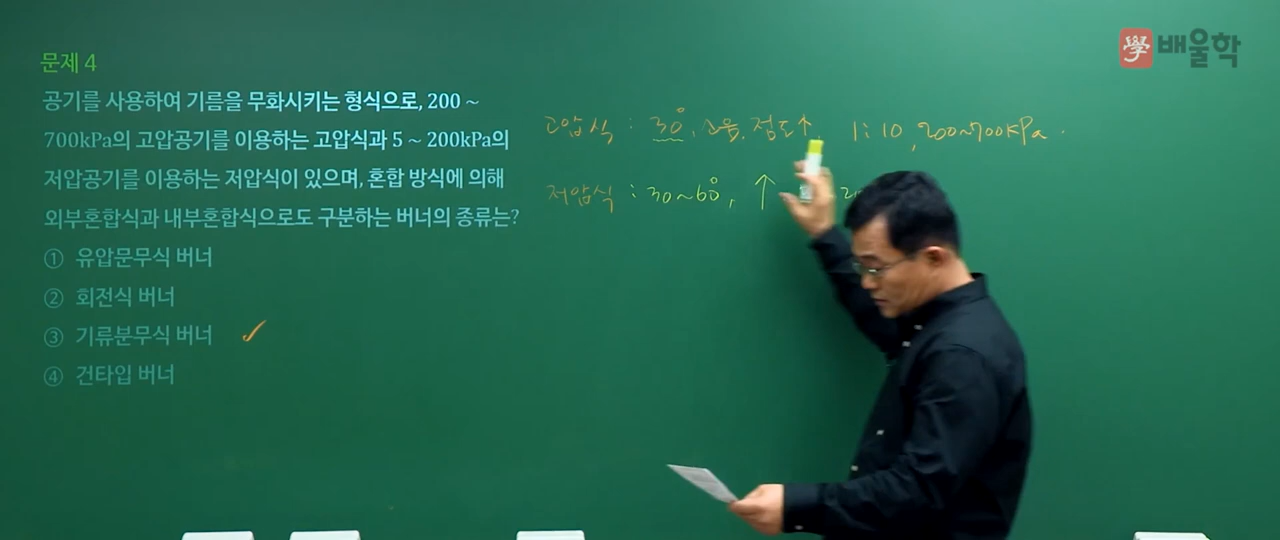 學 배울학
문제 4
공기를 사용하여 기름을 무화시키는 형식으로, 200 ~
700kPa의 고압공기를 이용하는 고압식과 5 ~ 200kPa의
저압공기를 이용하는 저압식이 있으며, 혼합 방식에 의해
외부혼합식과 내부혼합식으로도 구분하는 버너의 종류는?
① 유압문무식 버너
② 회전식 버너
③ 기류분무식 버너 ✓
④ 건타입 버너
고압식 : 30°, 소음, 점도↑, 1:10, 200~700kPa.
저압식 : 30~60°, ↑